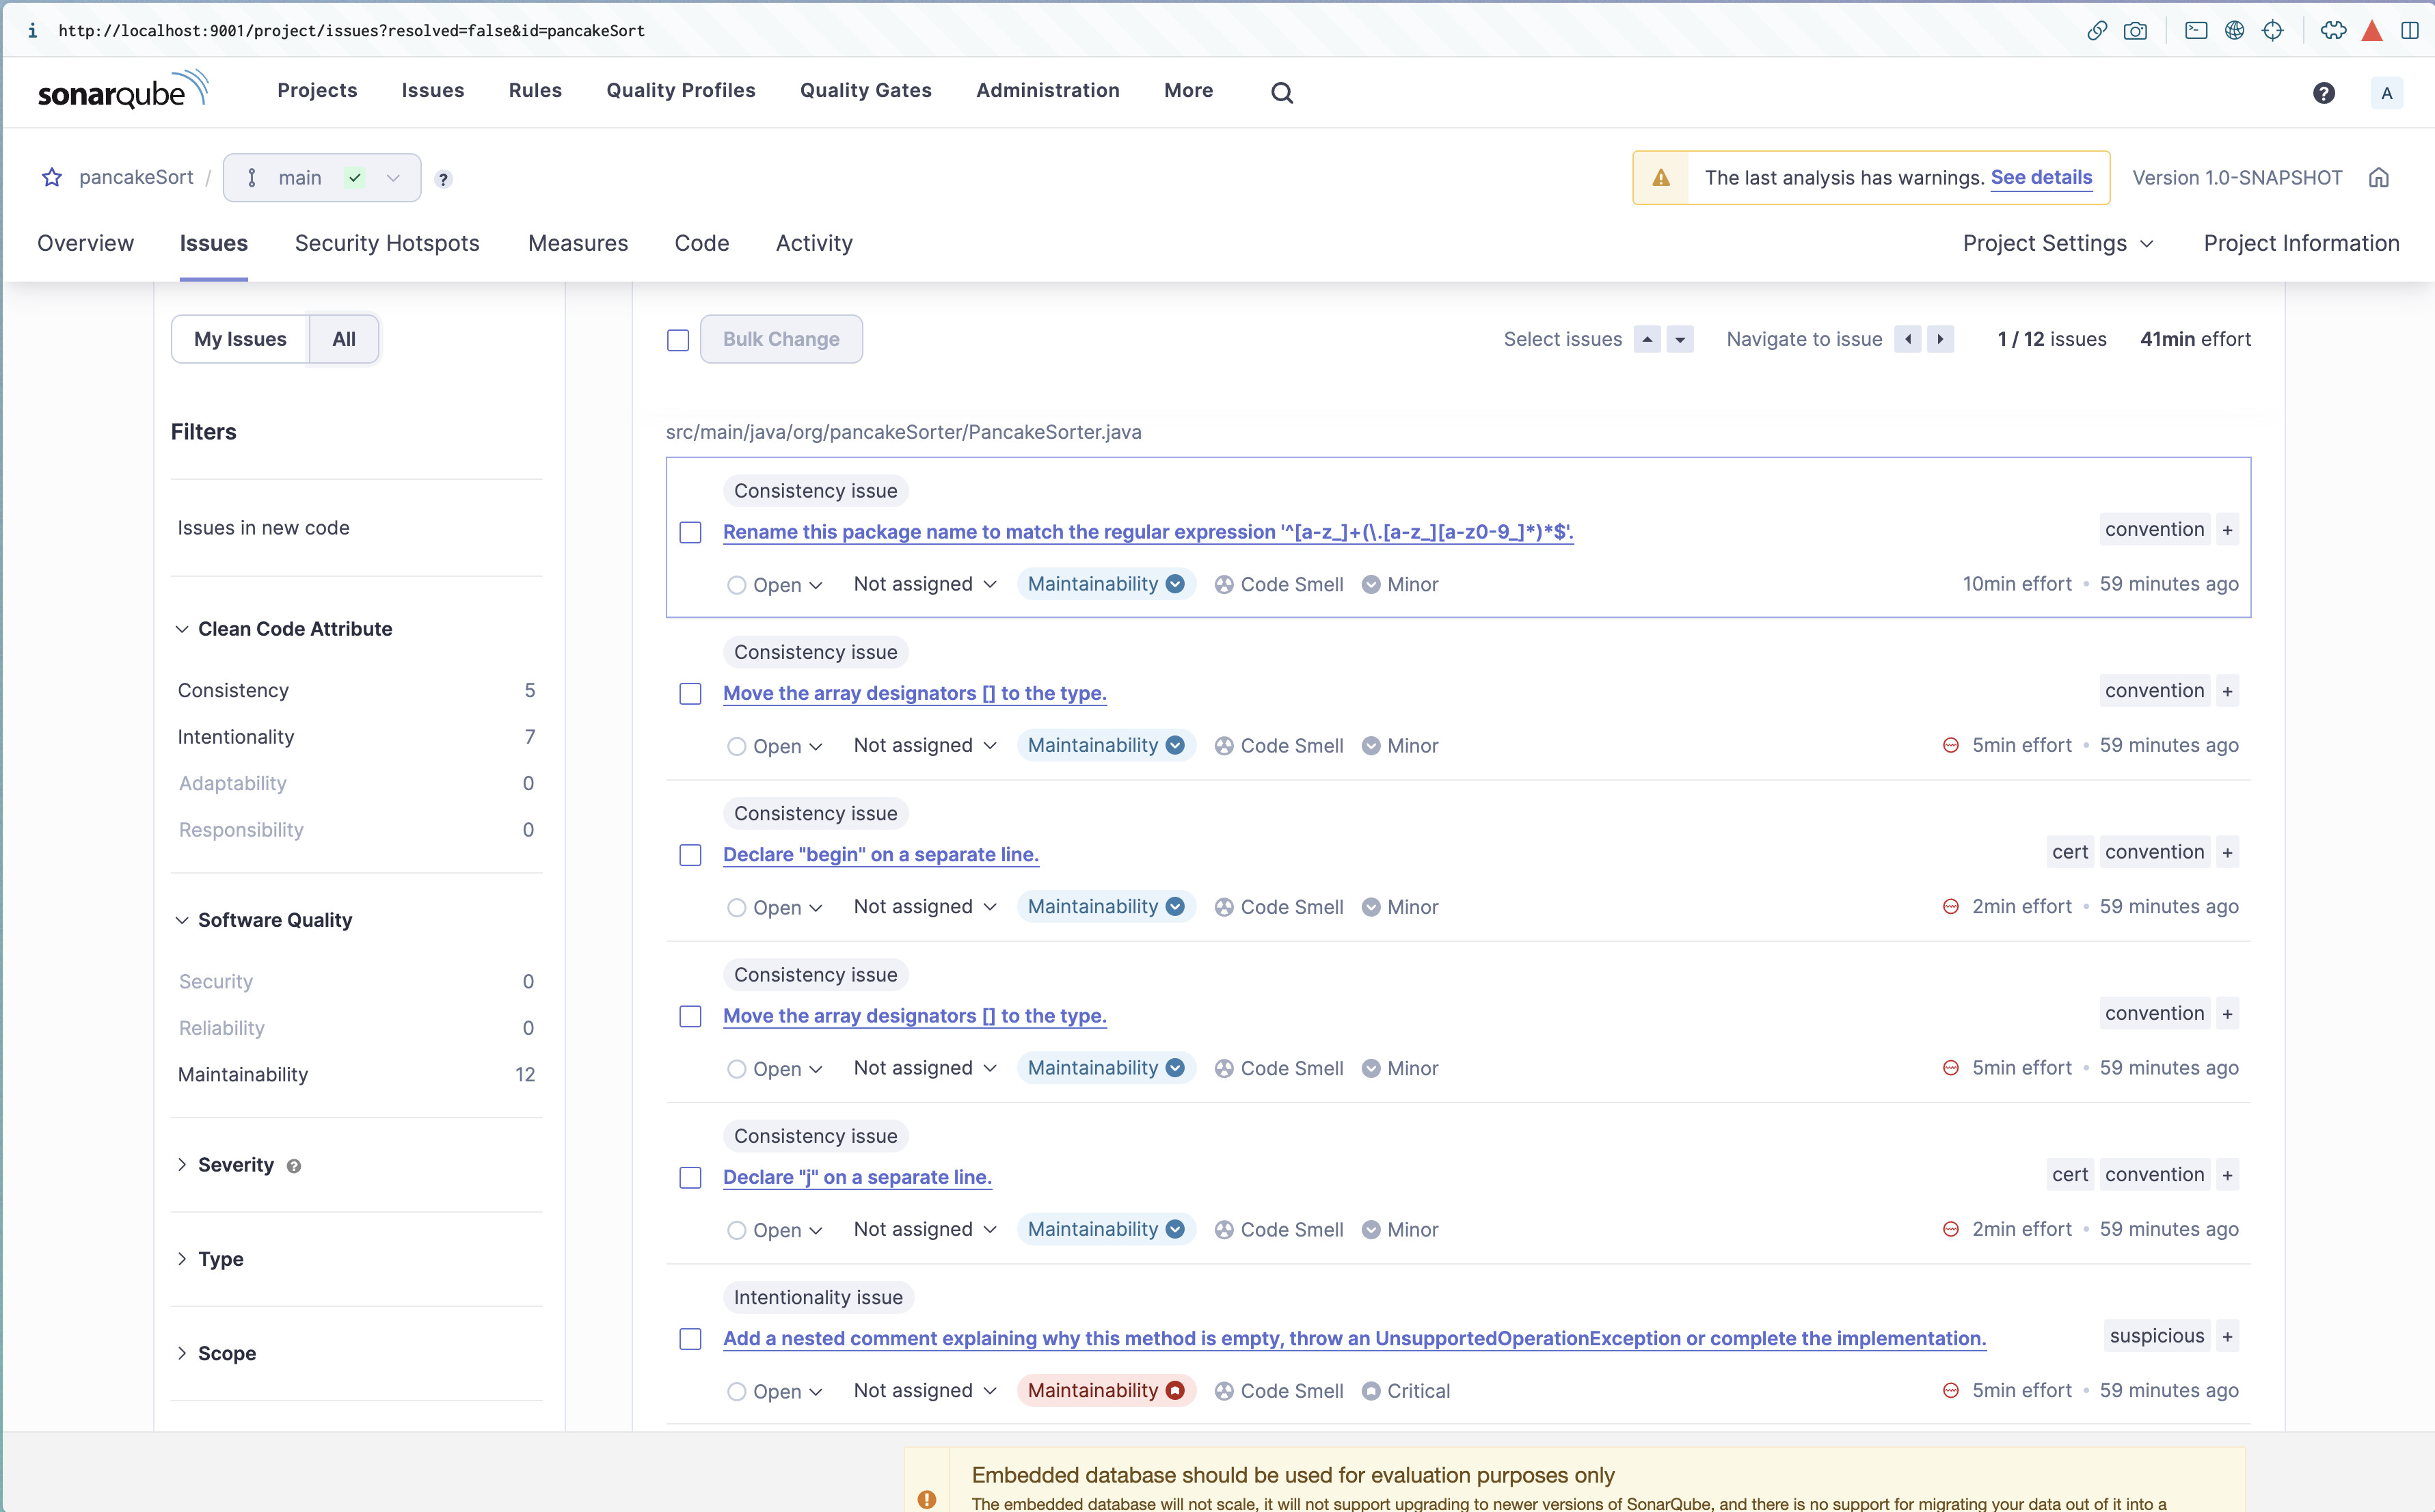 http://localhost:9001/project/issues?resolved=false&id=pancakeSort
sonarqube Projects Issues Rules Quality Profiles Quality Gates Administration More A
pancakeSort / main The last analysis has warnings. See details Version 1.0-SNAPSHOT
Overview Issues Security Hotspots Measures Code Activity Project Settings Project Information
My Issues All
Filters
Issues in new code
Clean Code Attribute
Consistency 5
Intentionality 7
Adaptability 0
Responsibility 0
Software Quality
Security 0
Reliability 0
Maintainability 12
Severity
Type
Scope
Bulk Change Select issues Navigate to issue 1 / 12 issues 41min effort
src/main/java/org/pancakeSorter/PancakeSorter.java
Consistency issue
Rename this package name to match the regular expression '^[a-z_]+(\.[a-z_][a-z0-9_]*)*$'. convention +
Open Not assigned Maintainability Code Smell Minor 10min effort • 59 minutes ago
Consistency issue
Move the array designators [] to the type. convention +
Open Not assigned Maintainability Code Smell Minor 5min effort • 59 minutes ago
Consistency issue
Declare "begin" on a separate line. cert convention +
Open Not assigned Maintainability Code Smell Minor 2min effort • 59 minutes ago
Consistency issue
Move the array designators [] to the type. convention +
Open Not assigned Maintainability Code Smell Minor 5min effort • 59 minutes ago
Consistency issue
Declare "j" on a separate line. cert convention +
Open Not assigned Maintainability Code Smell Minor 2min effort • 59 minutes ago
Intentionality issue
Add a nested comment explaining why this method is empty, throw an UnsupportedOperationException or complete the implementation. suspicious +
Open Not assigned Maintainability Code Smell Critical 5min effort • 59 minutes ago
Embedded database should be used for evaluation purposes only
The embedded database will not scale, it will not support upgrading to newer versions of SonarQube, and there is no support for migrating your data out of it into a